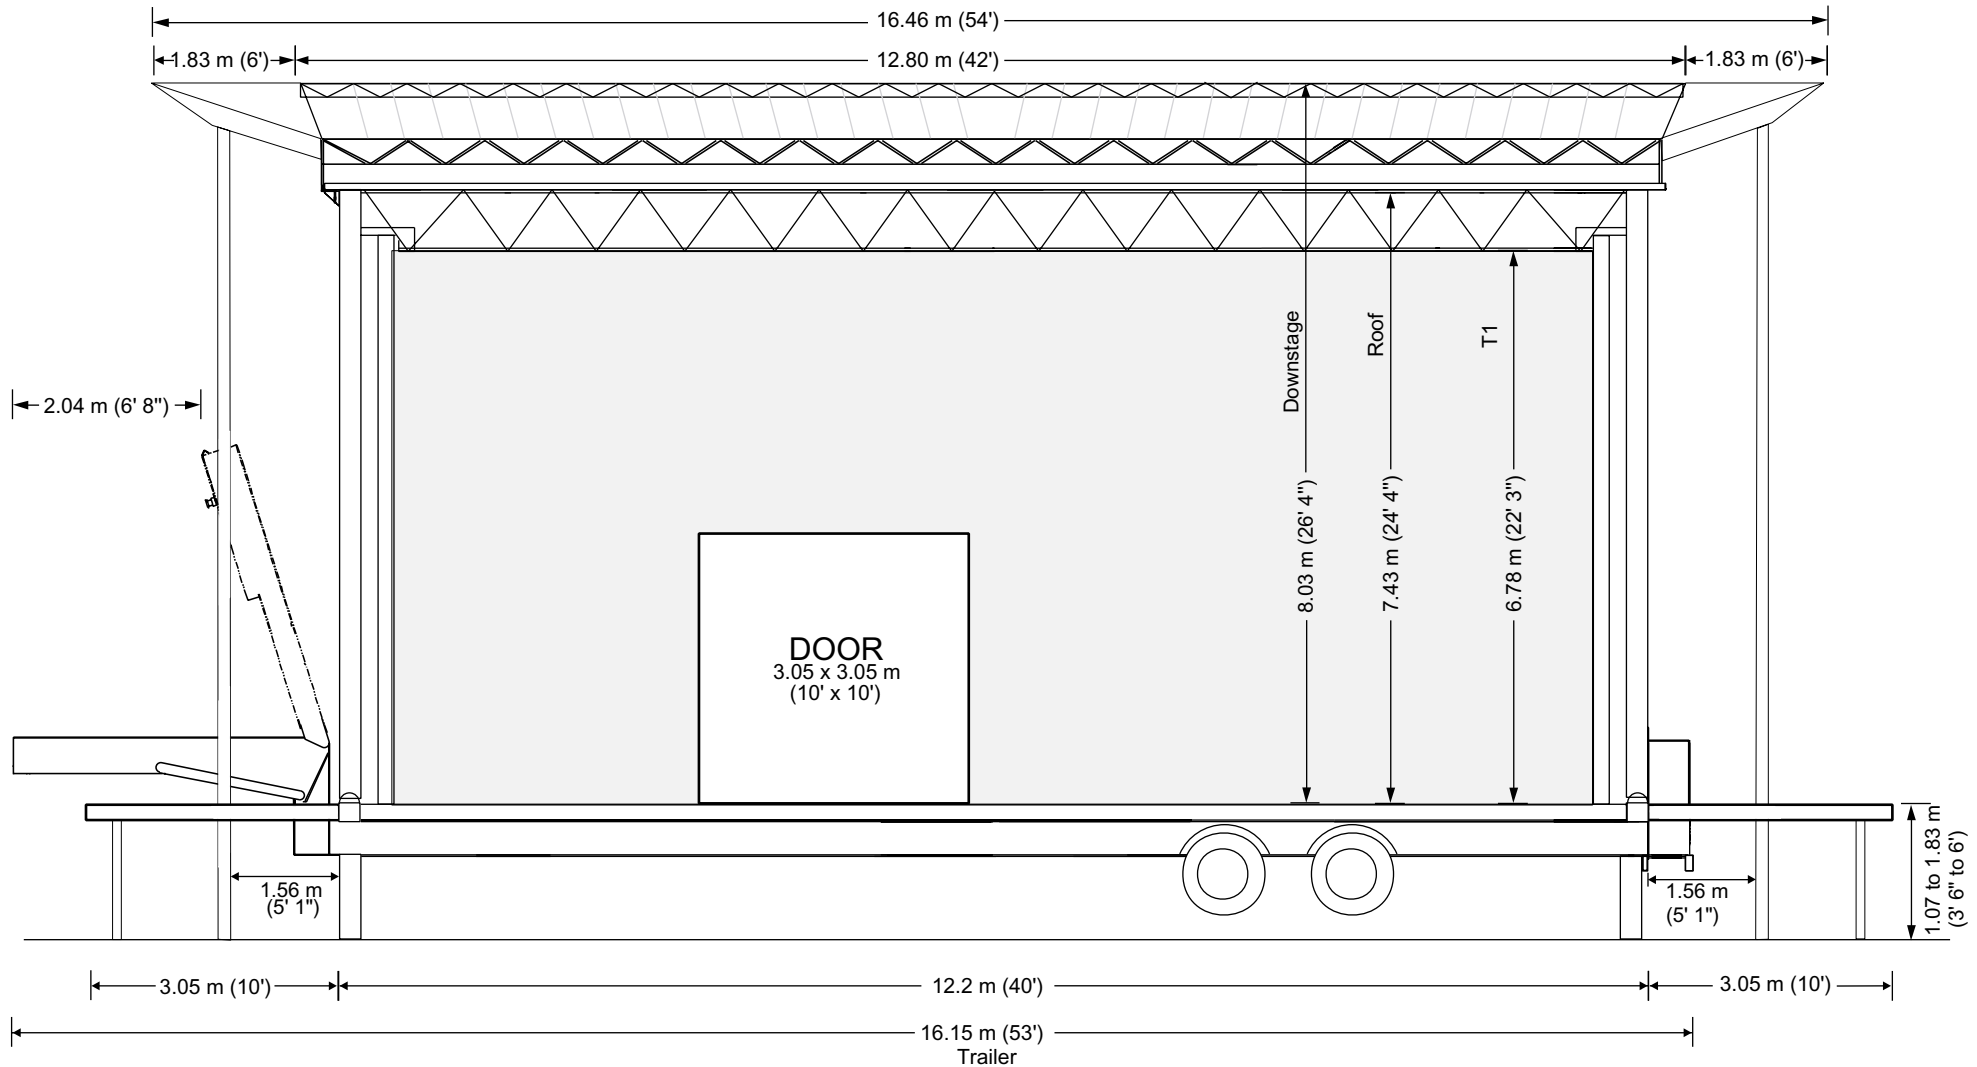 16.46 m (54')
1.83 m (6')
12.80 m (42')
1.83 m (6')
Downstage
Roof
T1
2.04 m (6' 8")
8.03 m (26' 4")
7.43 m (24' 4")
6.78 m (22' 3")
DOOR
3.05 x 3.05 m
(10' x 10')
1.56 m
(5' 1")
1.56 m
(5' 1")
1.07 to 1.83 m
(3' 6" to 6')
3.05 m (10')
12.2 m (40')
3.05 m (10')
16.15 m (53')
Trailer